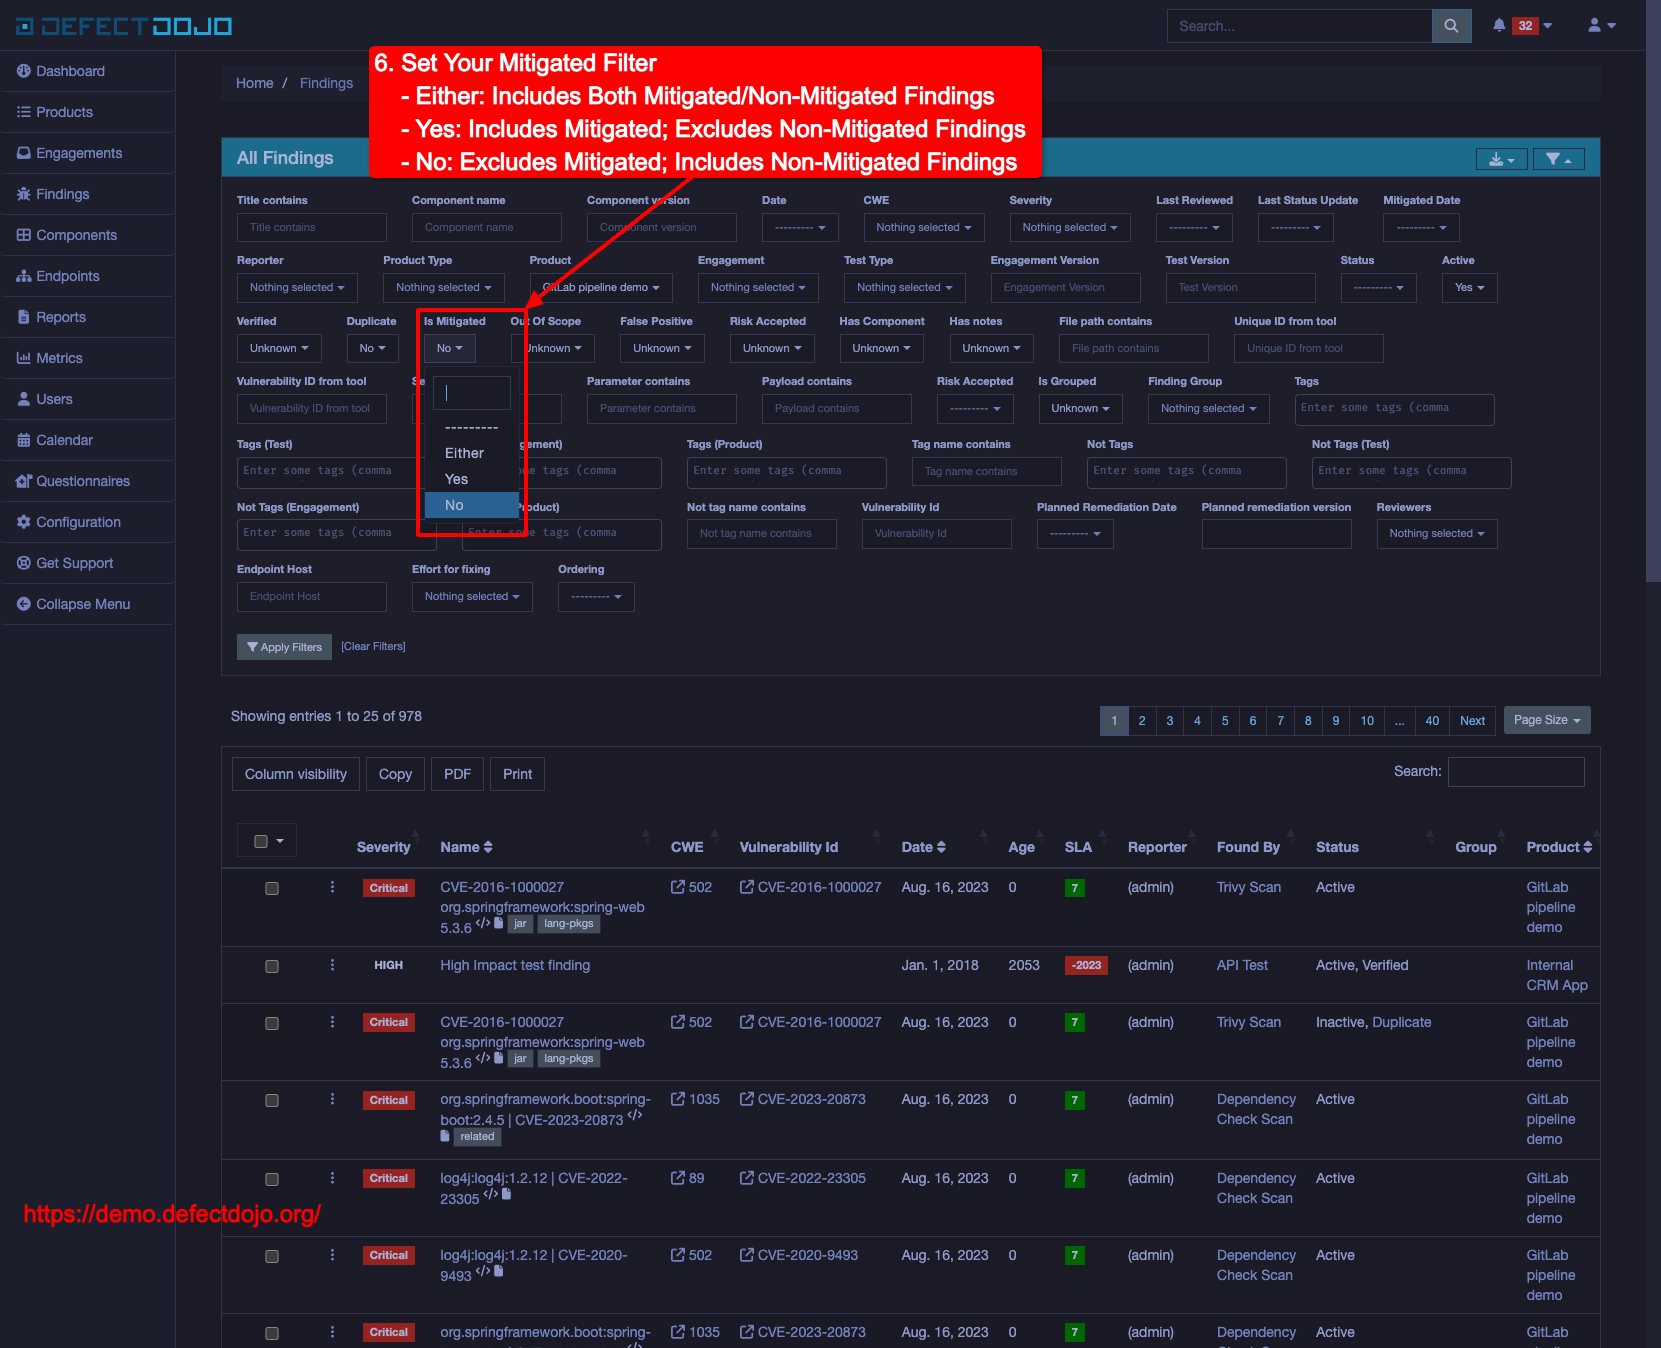 DEFECTDOJO
Search...
32
6. Set Your Mitigated Filter
- Either: Includes Both Mitigated/Non-Mitigated Findings
- Yes: Includes Mitigated; Excludes Non-Mitigated Findings
- No: Excludes Mitigated; Includes Non-Mitigated Findings
Dashboard
Products
Engagements
Findings
Components
Endpoints
Reports
Metrics
Users
Calendar
Questionnaires
Configuration
Get Support
Collapse Menu
Home / Findings
All Findings
Title contains Component name Component version Date CWE Severity Last Reviewed Last Status Update Mitigated Date
Title contains Component name Component version --------- Nothing selected Nothing selected --------- --------- ---------
Reporter Product Type Product Engagement Test Type Engagement Version Test Version Status Active
Nothing selected Nothing selected GitLab pipeline demo Nothing selected Nothing selected Engagement Version Test Version --------- Yes
Verified Duplicate Is Mitigated Out Of Scope False Positive Risk Accepted Has Component Has notes File path contains Unique ID from tool
Unknown No No Unknown Unknown Unknown Unknown Unknown File path contains Unique ID from tool
Vulnerability ID from tool Se Parameter contains Payload contains Risk Accepted Is Grouped Finding Group Tags
Vulnerability ID from tool Parameter contains Payload contains --------- Unknown Nothing selected Enter some tags (comma
---------
Either
Yes
No
Tags (Test) gement) Tags (Product) Tag name contains Not Tags Not Tags (Test)
Enter some tags (comma some tags (comma Enter some tags (comma Tag name contains Enter some tags (comma Enter some tags (comma
Not Tags (Engagement) roduct) Not tag name contains Vulnerability Id Planned Remediation Date Planned remediation version Reviewers
Enter some tags (comma Enter some tags (comma Not tag name contains Vulnerability Id --------- Nothing selected
Endpoint Host Effort for fixing Ordering
Endpoint Host Nothing selected ---------
Apply Filters [Clear Filters]
Showing entries 1 to 25 of 978
1 2 3 4 5 6 7 8 9 10 ... 40 Next Page Size
Column visibility Copy PDF Print Search:
Severity Name CWE Vulnerability Id Date Age SLA Reporter Found By Status Group Product
Critical CVE-2016-1000027 502 CVE-2016-1000027 Aug. 16, 2023 0 7 (admin) Trivy Scan Active GitLab
org.springframework:spring-web pipeline
5.3.6 </> jar lang-pkgs demo
HIGH High Impact test finding Jan. 1, 2018 2053 -2023 (admin) API Test Active, Verified Internal
CRM App
Critical CVE-2016-1000027 502 CVE-2016-1000027 Aug. 16, 2023 0 7 (admin) Trivy Scan Inactive, Duplicate GitLab
org.springframework:spring-web pipeline
5.3.6 </> jar lang-pkgs demo
Critical org.springframework.boot:spring- 1035 CVE-2023-20873 Aug. 16, 2023 0 7 (admin) Dependency Active GitLab
boot:2.4.5 | CVE-2023-20873 </> Check Scan pipeline
related demo
Critical log4j:log4j:1.2.12 | CVE-2022- 89 CVE-2022-23305 Aug. 16, 2023 0 7 (admin) Dependency Active GitLab
23305 </> Check Scan pipeline
demo
https://demo.defectdojo.org/
Critical log4j:log4j:1.2.12 | CVE-2020- 502 CVE-2020-9493 Aug. 16, 2023 0 7 (admin) Dependency Active GitLab
9493 </> Check Scan pipeline
demo
Critical org.springframework.boot:spring- 1035 CVE-2023-20873 Aug. 16, 2023 0 7 (admin) Dependency Active GitLab